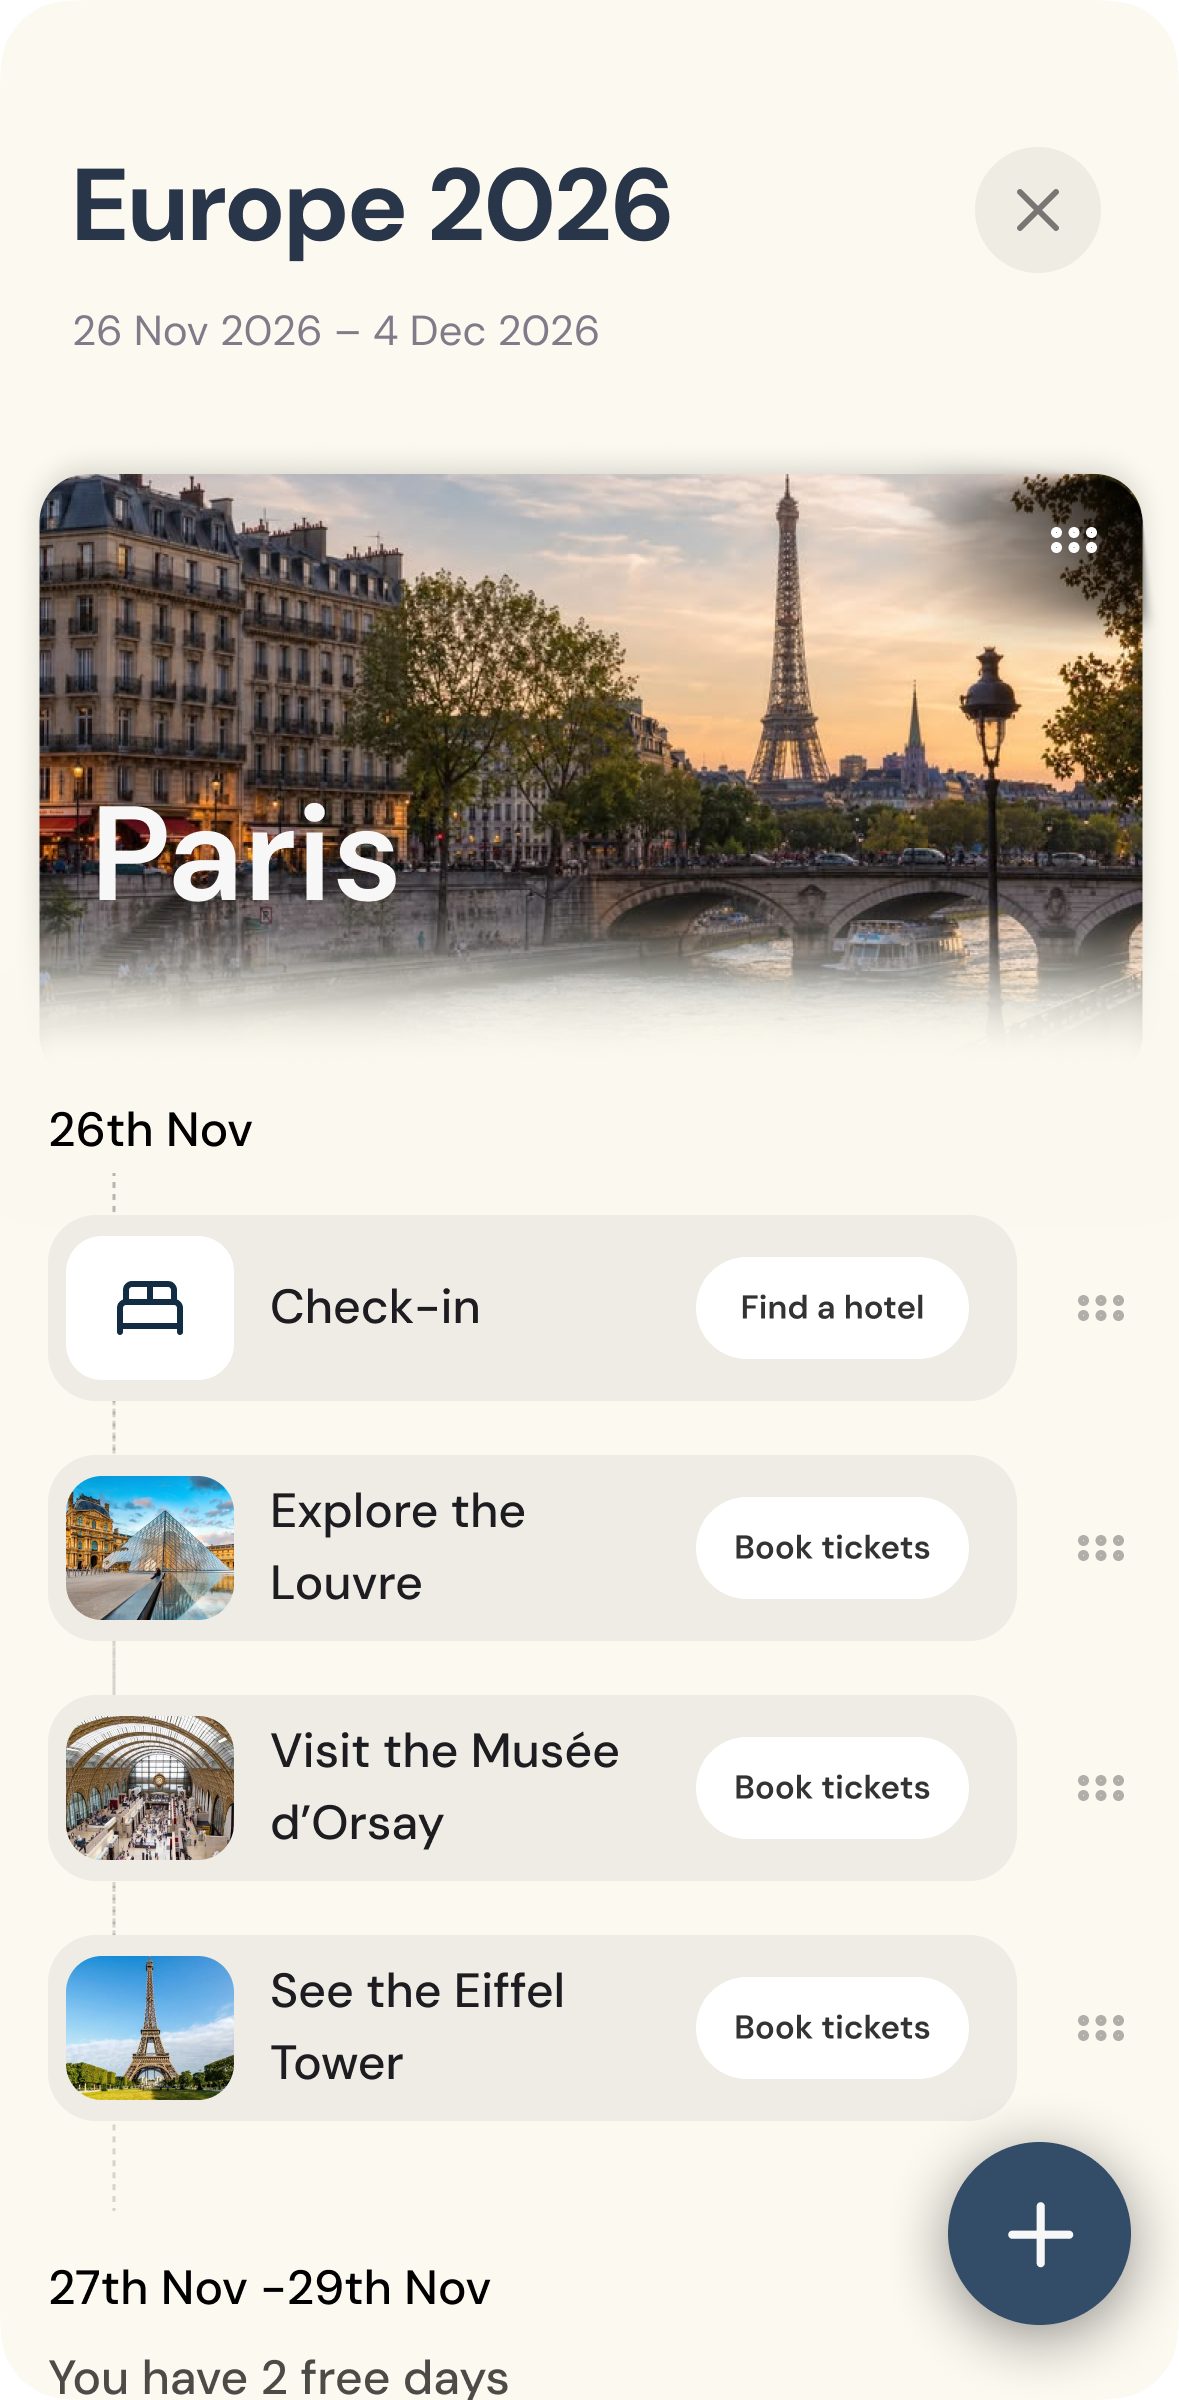 Europe 2026
26 Nov 2026 – 4 Dec 2026
Paris
26th Nov
Check-in
Find a hotel
Explore the
Louvre
Book tickets
Visit the Musée
d’Orsay
Book tickets
See the Eiffel
Tower
Book tickets
27th Nov -29th Nov
You have 2 free days